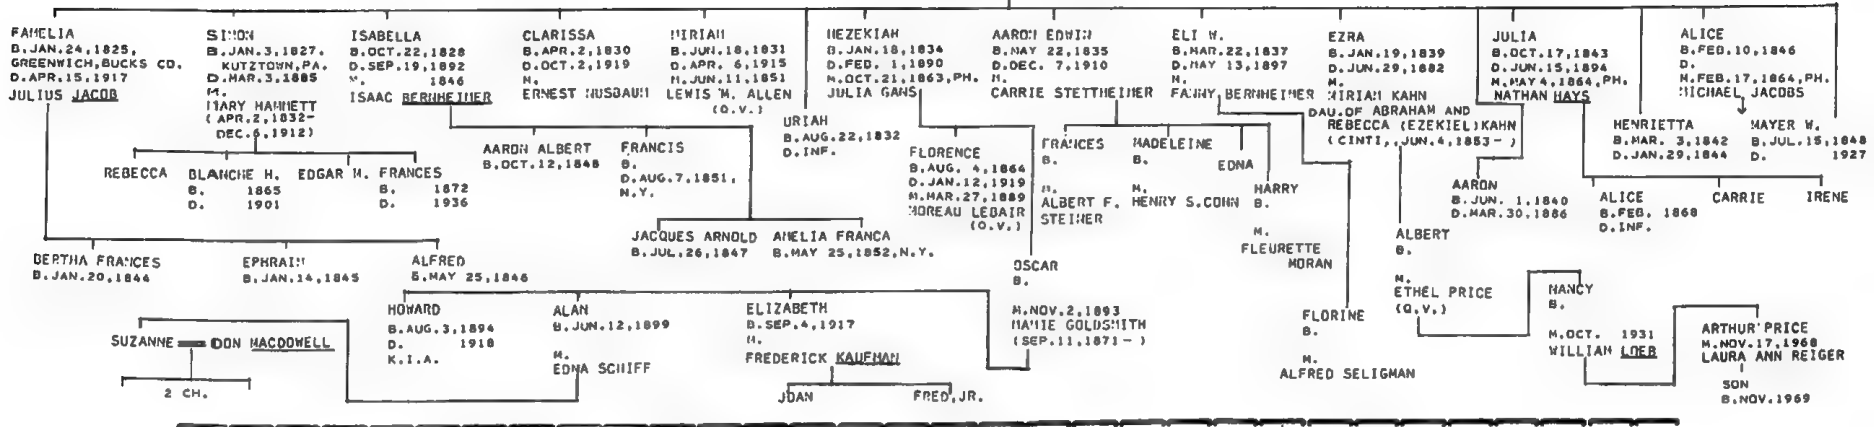 FAMELIA
B.JAN.24,1825,
GREENWICH,BUCKS CO.
D.APR.15,1917
JULIUS JACOB
SIMON
B.JAN.3,1827.
KUTZTOWN,PA.
D.MAR.3,1885
M.
MARY HAMMETT
(APR.2,1832-
DEC.6,1912)
ISABELLA
B.OCT.22,1828
D.SEP.19,1892
M. 1846
ISAAC BERNHEIMER
CLARISSA
B.APR.2,1830
D.OCT.2,1919
M.
ERNEST NUSBAUM
MIRIAM
B.JUN.18,1831
D.APR. 6,1915
M.JUN.11,1851
LEWIS M. ALLEN
(Q.V.)
URIAH
B.AUG.22,1832
D.INF.
HEZEKIAH
B.JAN.18,1834
D.FEB. 1,1890
M.OCT.21,1863,PH.
JULIA GANS
AARON EDWIN
B.MAY 22,1835
D.DEC. 7,1910
M.
CARRIE STETTHEIMER
ELI W.
B.MAR.22,1837
D.MAY 13,1897
M.
FANNY BERNHEIMER
EZRA
B.JAN.19,1839
D.JUN.29,1882
M.
MIRIAM KAHN
DAU.OF ABRAHAM AND
REBECCA (EZEKIEL)KAHN
(CINTI,,JUN.4,1853- )
JULIA
B.OCT.17,1843
D.JUN.15,1894
M.MAY 4,1864,PH.
NATHAN HAYS
ALICE
B.FEB.10,1846
D.
M.FEB.17,1864,PH.
MICHAEL JACOBS
HENRIETTA
B.MAR. 3,1842
D.JAN.29,1844
MAYER W.
B.JUL.15,1848
D. 1927
REBECCA
BLANCHE H.
B. 1865
D. 1901
EDGAR M.
FRANCES
B. 1872
D. 1936
AARON ALBERT
B.OCT.12,1848
FRANCIS
B.
D.AUG.7,1851,
N.Y.
FLORENCE
B.AUG. 4,1864
D.JAN.12,1919
M.MAR.27,1889
MOREAU LEBAIR
(Q.V.)
FRANCES
B.
M.
ALBERT F.
STEINER
MADELEINE
B.
M.
HENRY S.COHN
EDNA
HARRY
B.
M.
FLEURETTE
MORAN
AARON
B.JUN. 1,1840
D.MAR.30,1886
ALICE
B.FEB. 1868
D.INF.
CARRIE
IRENE
JACQUES ARNOLD
B.JUL.26,1847
AMELIA FRANCA
B.MAY 25,1852,N.Y.
ALBERT
B.
M.
ETHEL PRICE
(Q.V.)
BERTHA FRANCES
B.JAN.20,1844
EPHRAIM
B.JAN.14,1845
ALFRED
B.MAY 25,1846
OSCAR
B.
M.NOV.2,1893
MAMIE GOLDSMITH
(SEP.11,1871- )
FLORINE
B.
M.
ALFRED SELIGMAN
NANCY
B.
M.OCT. 1931
WILLIAM LOEB
HOWARD
B.AUG.3,1894
D. 1918
K.I.A.
ALAN
B.JUN.12,1899
M.
EDNA SCHIFF
ELIZABETH
B.SEP.4,1917
M.
FREDERICK KAUFMAN
ARTHUR PRICE
M.NOV.17,1968
LAURA ANN REIGER
SUZANNE DON MACDOWELL
2 CH.
JOAN
FRED,JR.
SON
B.NOV.1969